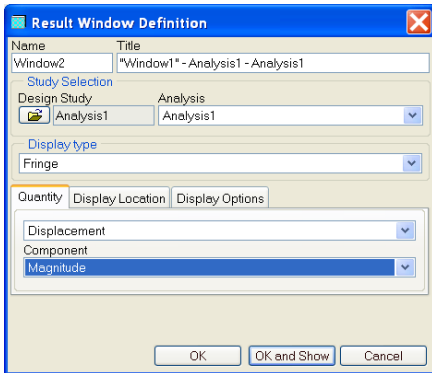 Result Window Definition
Name Title
Window2 "Window1" - Analysis1 - Analysis1
Study Selection
Design Study Analysis
Analysis1 Analysis1
Display type
Fringe
Quantity Display Location Display Options
Displacement
Component
Magnitude
OK OK and Show Cancel